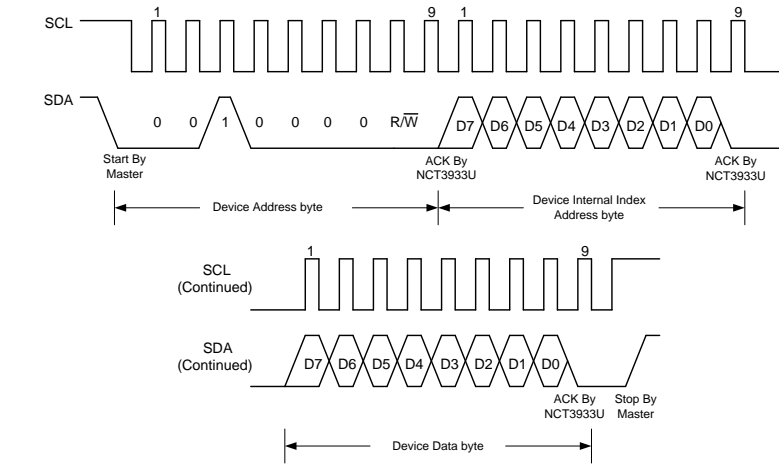 SCL 1 9 1 9
SDA 0 0 1 0 0 0 0 R/W̅ D7 D6 D5 D4 D3 D2 D1 D0
Start By
Master
ACK By
NCT3933U
ACK By
NCT3933U
Device Address byte
Device Internal Index
Address byte
1 9
SCL
(Continued)
SDA
(Continued)
D7 D6 D5 D4 D3 D2 D1 D0
ACK By
NCT3933U
Stop By
Master
Device Data byte